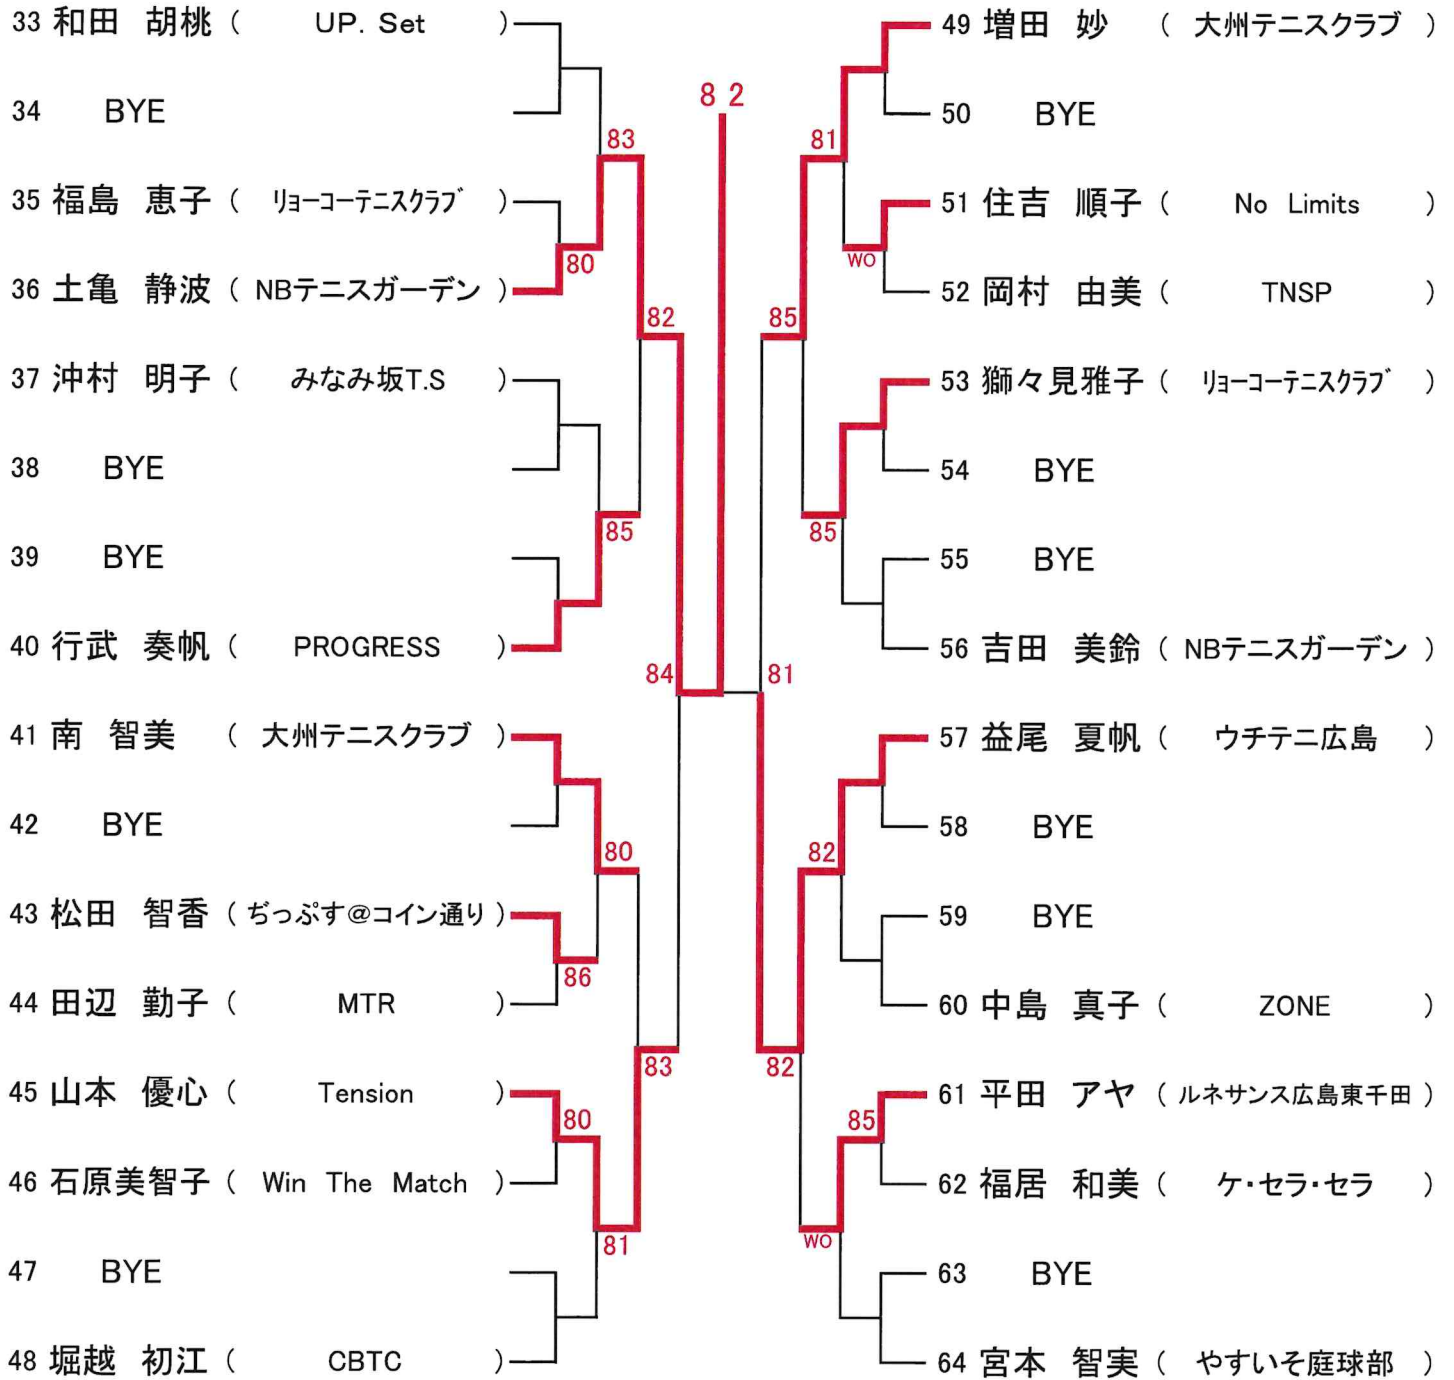 33 和田 胡桃 ( UP. Set )
34 BYE
35 福島 恵子 ( リョーコーテニスクラブ )
36 土亀 静波 ( NBテニスガーデン )
37 沖村 明子 ( みなみ坂T.S )
38 BYE
39 BYE
40 行武 奏帆 ( PROGRESS )
41 南 智美 ( 大州テニスクラブ )
42 BYE
43 松田 智香 ( ぢっぷす@コイン通り )
44 田辺 勤子 ( MTR )
45 山本 優心 ( Tension )
46 石原美智子 ( Win The Match )
47 BYE
48 堀越 初江 ( CBTC )
83
80
82
85
84
80
86
83
80
81
8 2
81
WO
85
85
81
82
82
85
WO
49 増田 妙 ( 大州テニスクラブ )
50 BYE
51 住吉 順子 ( No Limits )
52 岡村 由美 ( TNSP )
53 獅々見雅子 ( リョーコーテニスクラブ )
54 BYE
55 BYE
56 吉田 美鈴 ( NBテニスガーデン )
57 益尾 夏帆 ( ウチテニ広島 )
58 BYE
59 BYE
60 中島 真子 ( ZONE )
61 平田 アヤ ( ルネサンス広島東千田 )
62 福居 和美 ( ケ・セラ・セラ )
63 BYE
64 宮本 智実 ( やすいそ庭球部 )